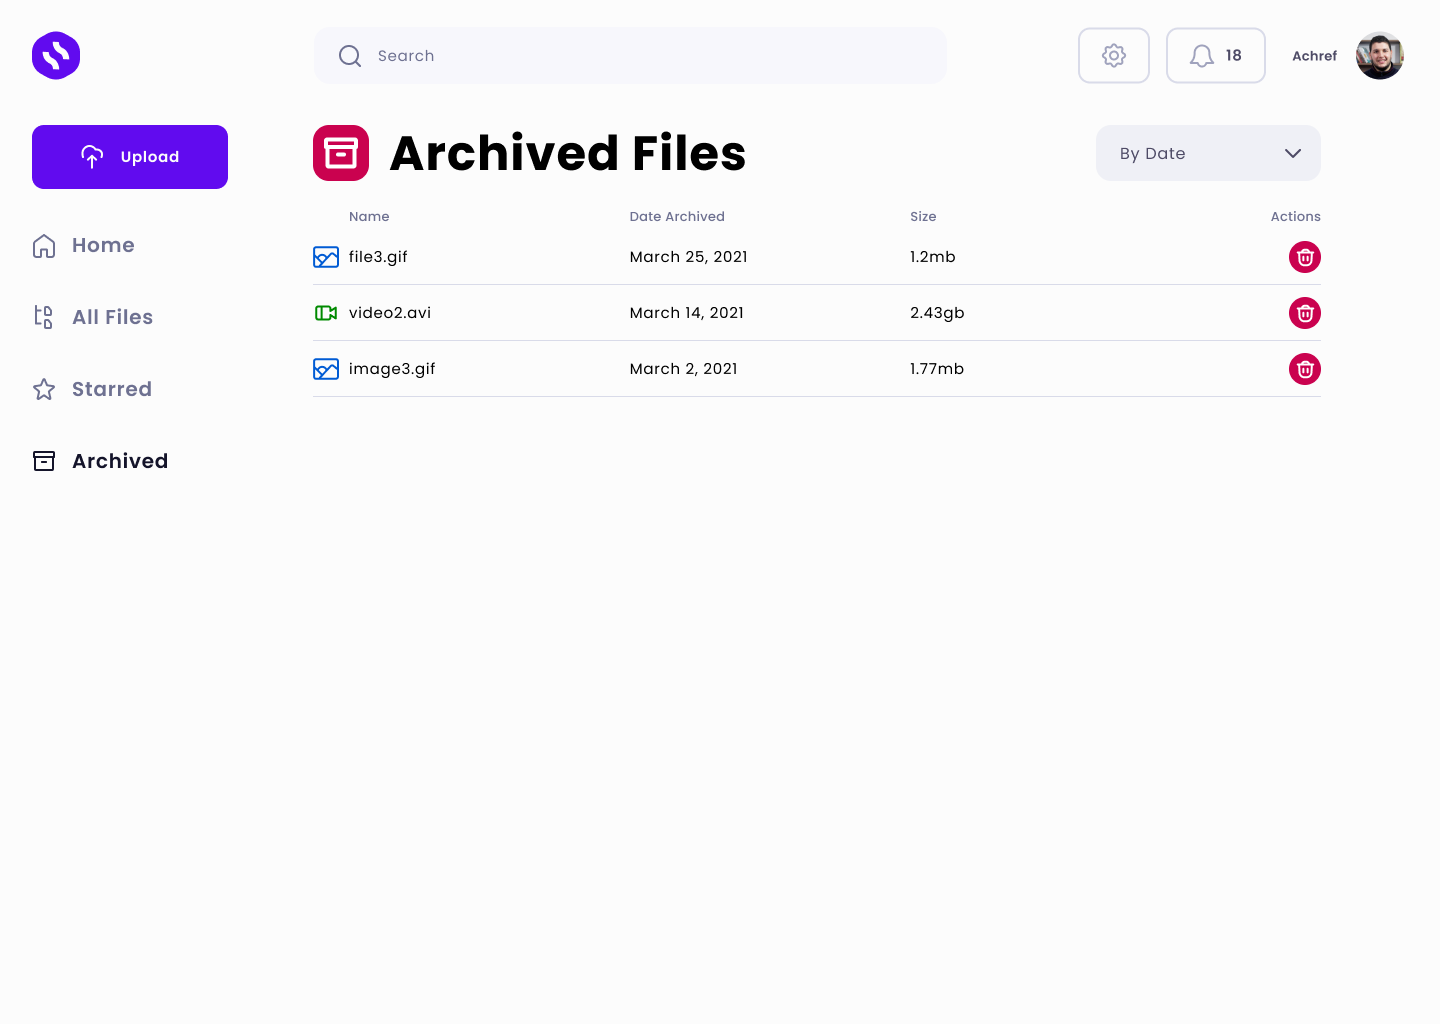 Search
18
Achref
Upload
Archived Files
By Date
Name Date Archived Size Actions
Home
file3.gif March 25, 2021 1.2mb
All Files
video2.avi March 14, 2021 2.43gb
Starred
image3.gif March 2, 2021 1.77mb
Archived